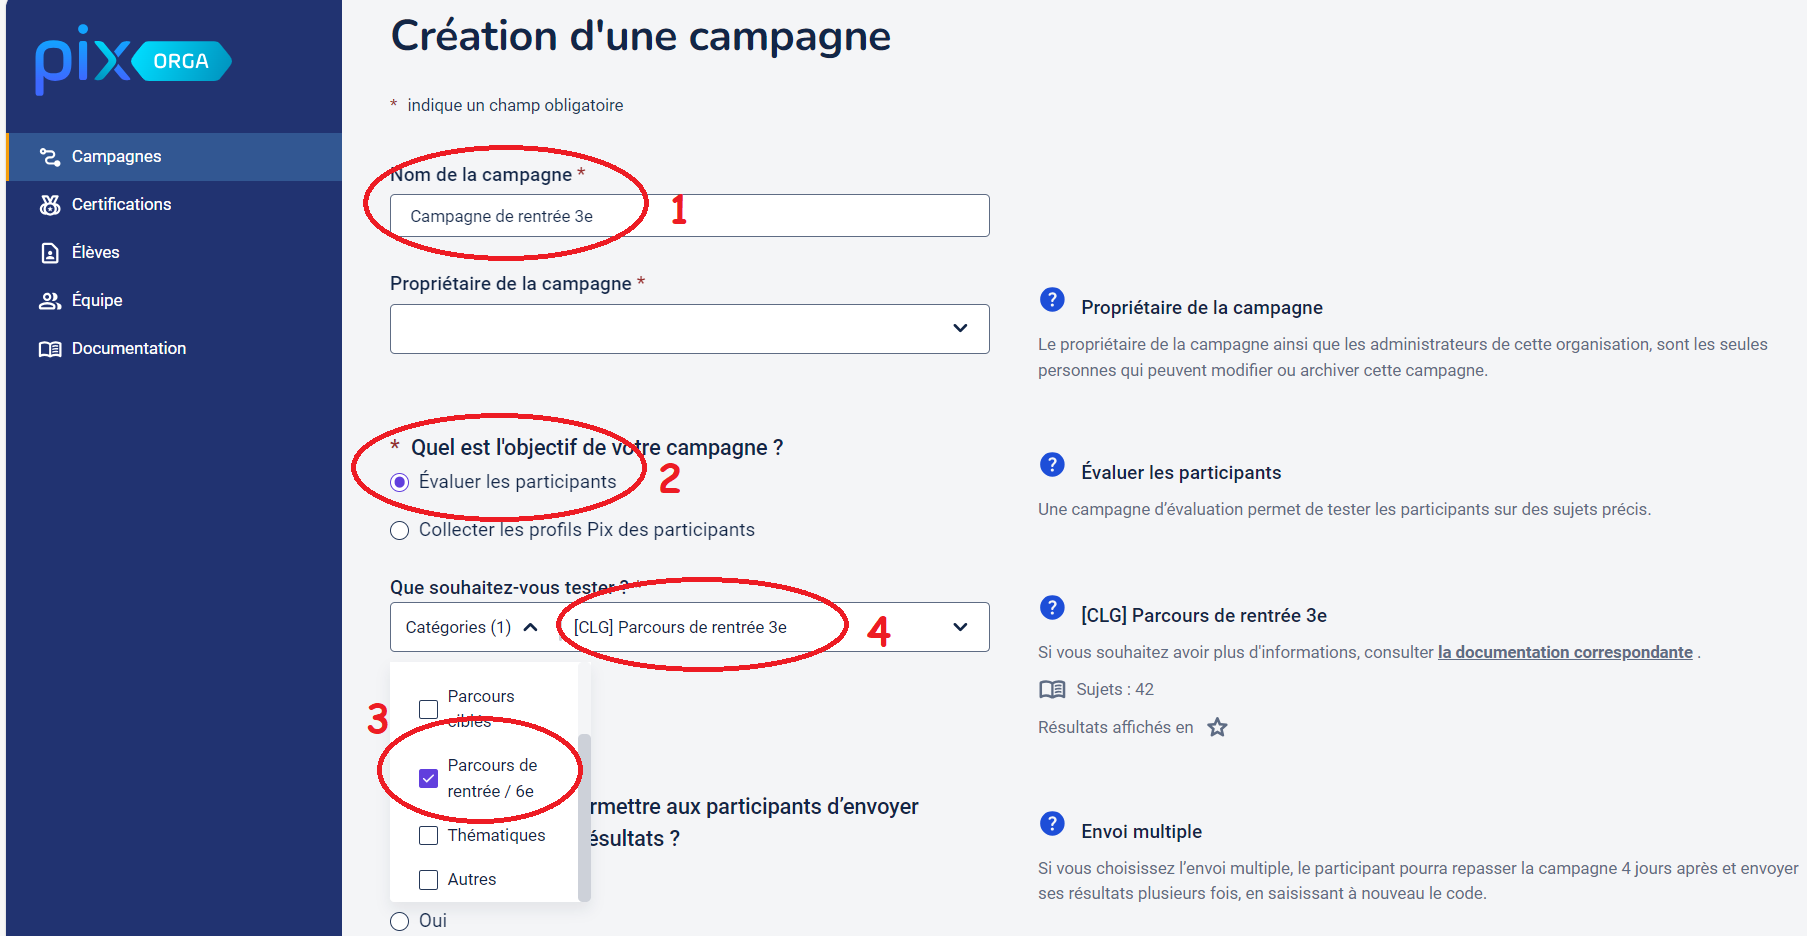 pix ORGA
Campagnes
Certifications
Élèves
Équipe
Documentation
Création d'une campagne
* indique un champ obligatoire
Nom de la campagne *
Campagne de rentrée 3e
1
Propriétaire de la campagne *
Propriétaire de la campagne
Le propriétaire de la campagne ainsi que les administrateurs de cette organisation, sont les seules
personnes qui peuvent modifier ou archiver cette campagne.
* Quel est l'objectif de votre campagne ?
Évaluer les participants
2
Collecter les profils Pix des participants
Évaluer les participants
Une campagne d’évaluation permet de tester les participants sur des sujets précis.
Que souhaitez-vous tester ?
Catégories (1)
[CLG] Parcours de rentrée 3e
4
[CLG] Parcours de rentrée 3e
Si vous souhaitez avoir plus d'informations, consulter la documentation correspondante .
Sujets : 42
Résultats affichés en
3
Parcours
ciblés
Parcours de
rentrée / 6e
Thématiques
Autres
rmettre aux participants d’envoyer
ésultats ?
Oui
Envoi multiple
Si vous choisissez l’envoi multiple, le participant pourra repasser la campagne 4 jours après et envoyer
ses résultats plusieurs fois, en saisissant à nouveau le code.